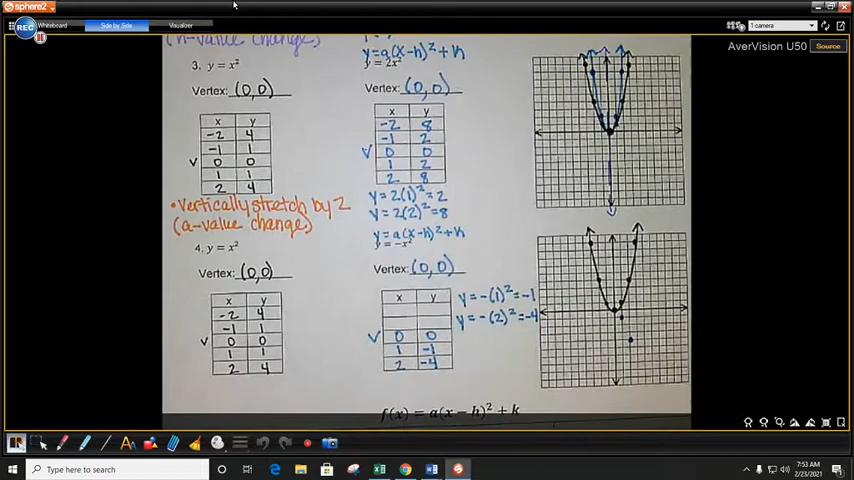 sphere2
REC
Whiteboard
Side by Side
Visualizer
1 camera
AverVision U50
Source
(h-value change)
y=a(x-h)²+k
3. y = x²
y = 2x²
Vertex: (0,0)
Vertex: (0,0)
x y
-2 4
-1 1
V 0 0
1 1
2 4
x y
-2 8
-1 2
V 0 0
1 2
2 8
• Vertically stretch by 2
(a-value change)
y=2(1)²=2
y=2(2)²=8
y=a(x-h)²+k
4. y = x²
y = -x²
Vertex: (0,0)
Vertex: (0,0)
x y
-2 4
-1 1
V 0 0
1 1
2 4
x y
V 0 0
1 -1
2 -4
y=-(1)²=-1
y=-(2)²=-4
f(x) = a(x − h)² + k
Type here to search
7:53 AM
2/23/2021